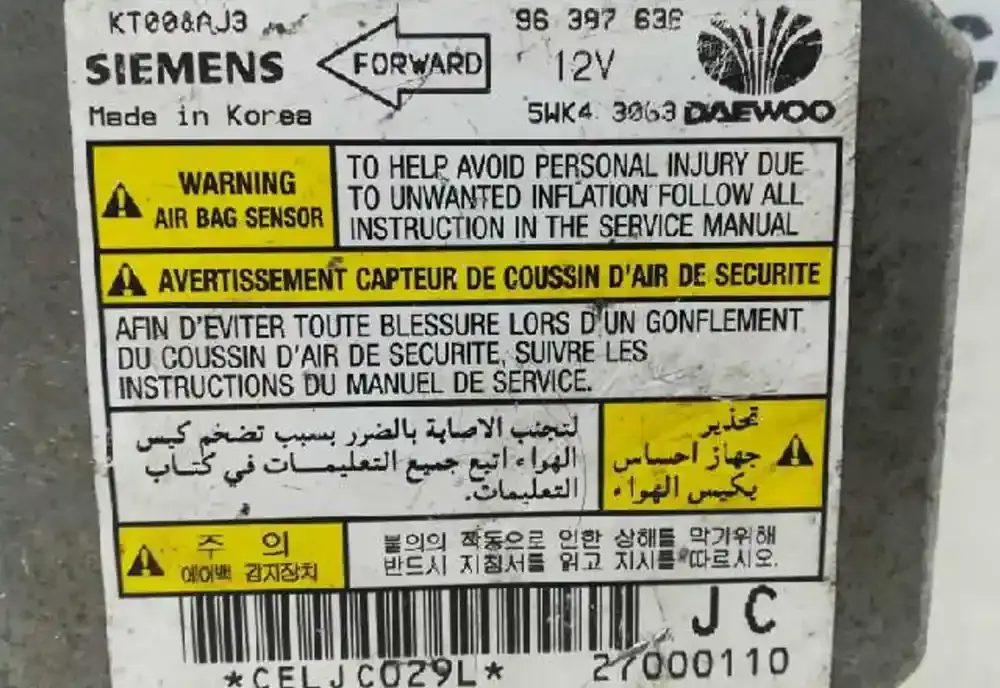 KT00&AJ3
SIEMENS
Made in Korea
FORWARD
96 397 636
12V
5WK4 3063
DAEWOO
WARNING
AIR BAG SENSOR
TO HELP AVOID PERSONAL INJURY DUE
TO UNWANTED INFLATION FOLLOW ALL
INSTRUCTION IN THE SERVICE MANUAL
AVERTISSEMENT CAPTEUR DE COUSSIN D'AIR DE SECURITE
AFIN D'EVITER TOUTE BLESSURE LORS D'UN GONFLEMENT
DU COUSSIN D'AIR DE SECURITE, SUIVRE LES
INSTRUCTIONS DU MANUEL DE SERVICE.
تحذير
جهاز احساس
بكيس الهواء
لتجنب الاصابة بالضرر بسبب تضخم كيس
الهواء اتبع جميع التعليمات في كتاب
التعليمات.
주 의
에어백 감지장치
불의의 작동으로 인한 상해를 막기위해
반드시 지침서를 읽고 지시를 따르시오.
JC
*CELJC029L*
27000110